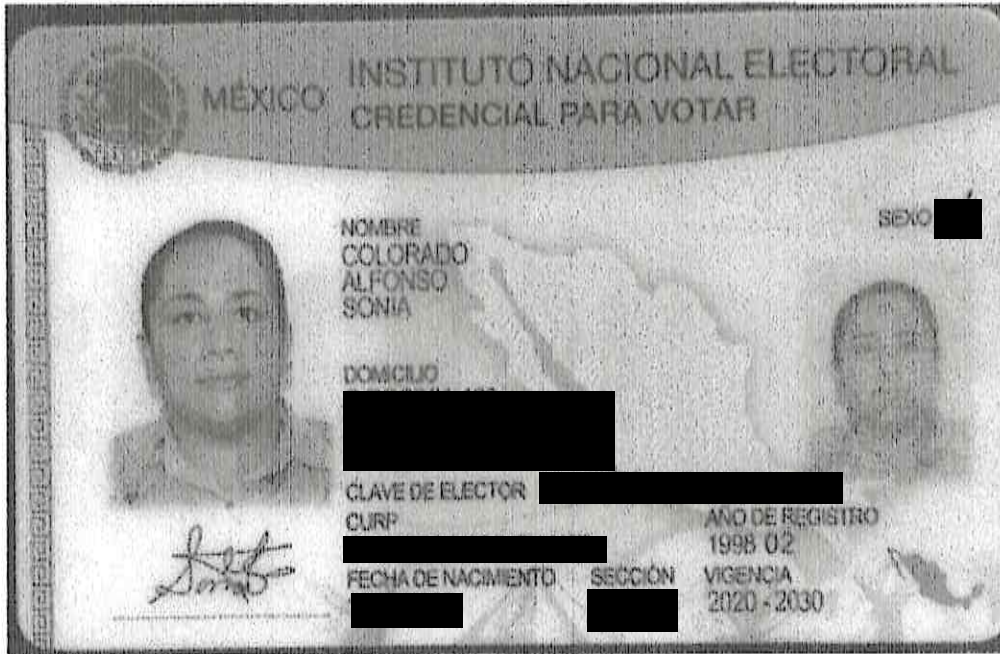 MÉXICO
INSTITUTO NACIONAL ELECTORAL
CREDENCIAL PARA VOTAR
SEXO
NOMBRE
COLORADO
ALFONSO
SONIA
DOMICILIO
CLAVE DE ELECTOR
CURP
AÑO DE REGISTRO
1998 02
FECHA DE NACIMIENTO
SECCIÓN
VIGENCIA
2020 - 2030